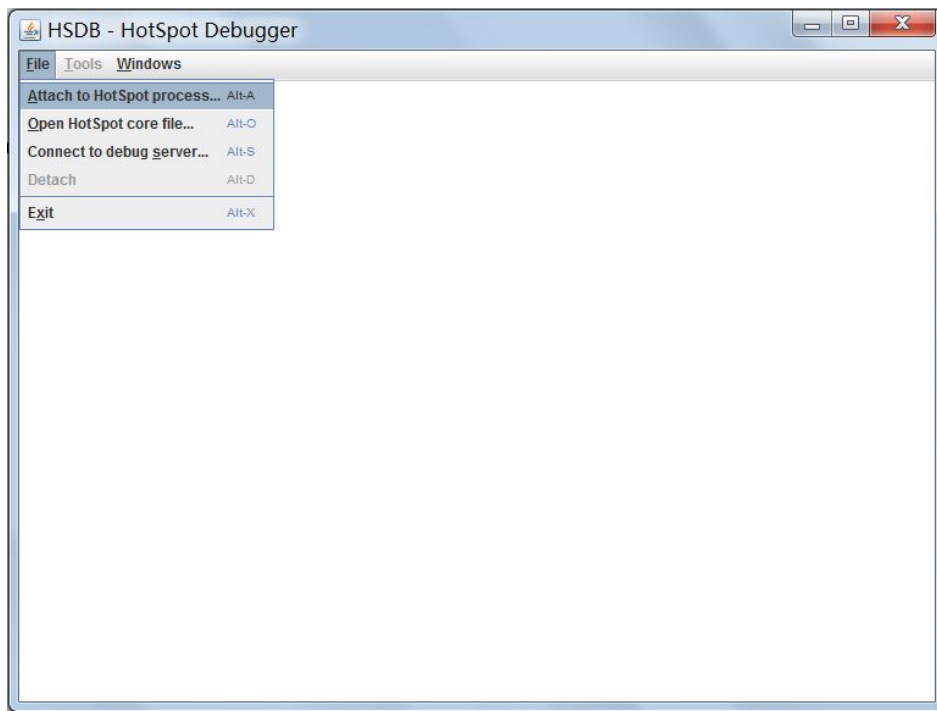 HSDB - HotSpot Debugger
File Tools Windows
Attach to HotSpot process... Alt-A
Open HotSpot core file... Alt-O
Connect to debug server... Alt-S
Detach Alt-D
Exit Alt-X